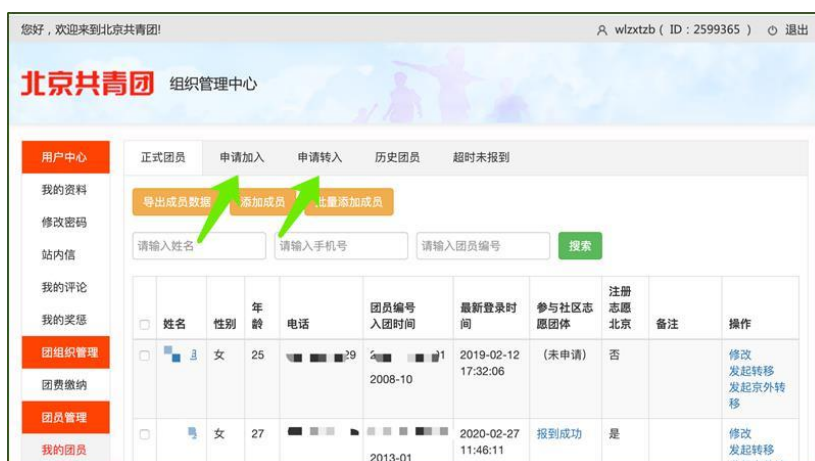 您好，欢迎来到北京共青团!
wlzxtzb（ ID：2599365 ） 退出
北京共青团 组织管理中心
用户中心
我的资料
修改密码
站内信
我的评论
我的奖惩
团组织管理
团费缴纳
团员管理
我的团员
正式团员 申请加入 申请转入 历史团员 超时未报到
导出成员数据 添加成员 批量添加成员
请输入姓名 请输入手机号 请输入团员编号 搜索
姓名 性别 年龄 电话 团员编号 入团时间 最新登录时间 参与社区志愿团体 注册志愿北京 备注 操作
女 25 29 1 2008-10 2019-02-12 17:32:06 （未申请） 否 修改 发起转移 发起京外转移
女 27 2013-01 2020-02-27 11:46:11 报到成功 是 修改 发起转移